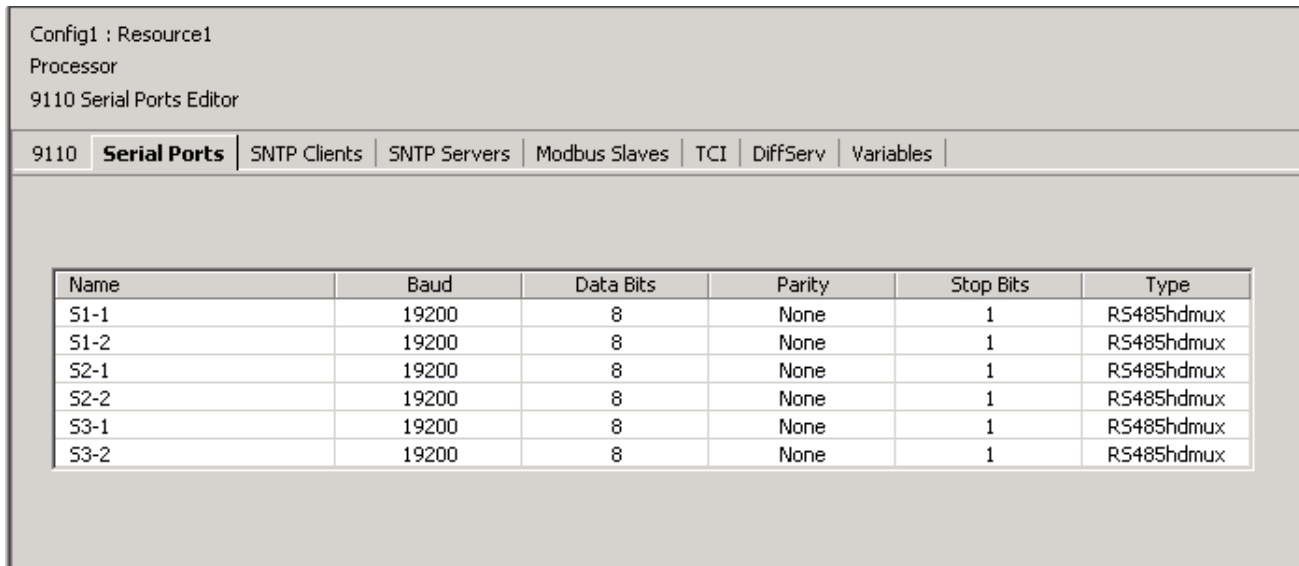 Config1 : Resource1
Processor
9110 Serial Ports Editor
9110 Serial Ports SNTP Clients SNTP Servers Modbus Slaves TCI DiffServ Variables
Name Baud Data Bits Parity Stop Bits Type
S1-1 19200 8 None 1 RS485hdmux
S1-2 19200 8 None 1 RS485hdmux
S2-1 19200 8 None 1 RS485hdmux
S2-2 19200 8 None 1 RS485hdmux
S3-1 19200 8 None 1 RS485hdmux
S3-2 19200 8 None 1 RS485hdmux